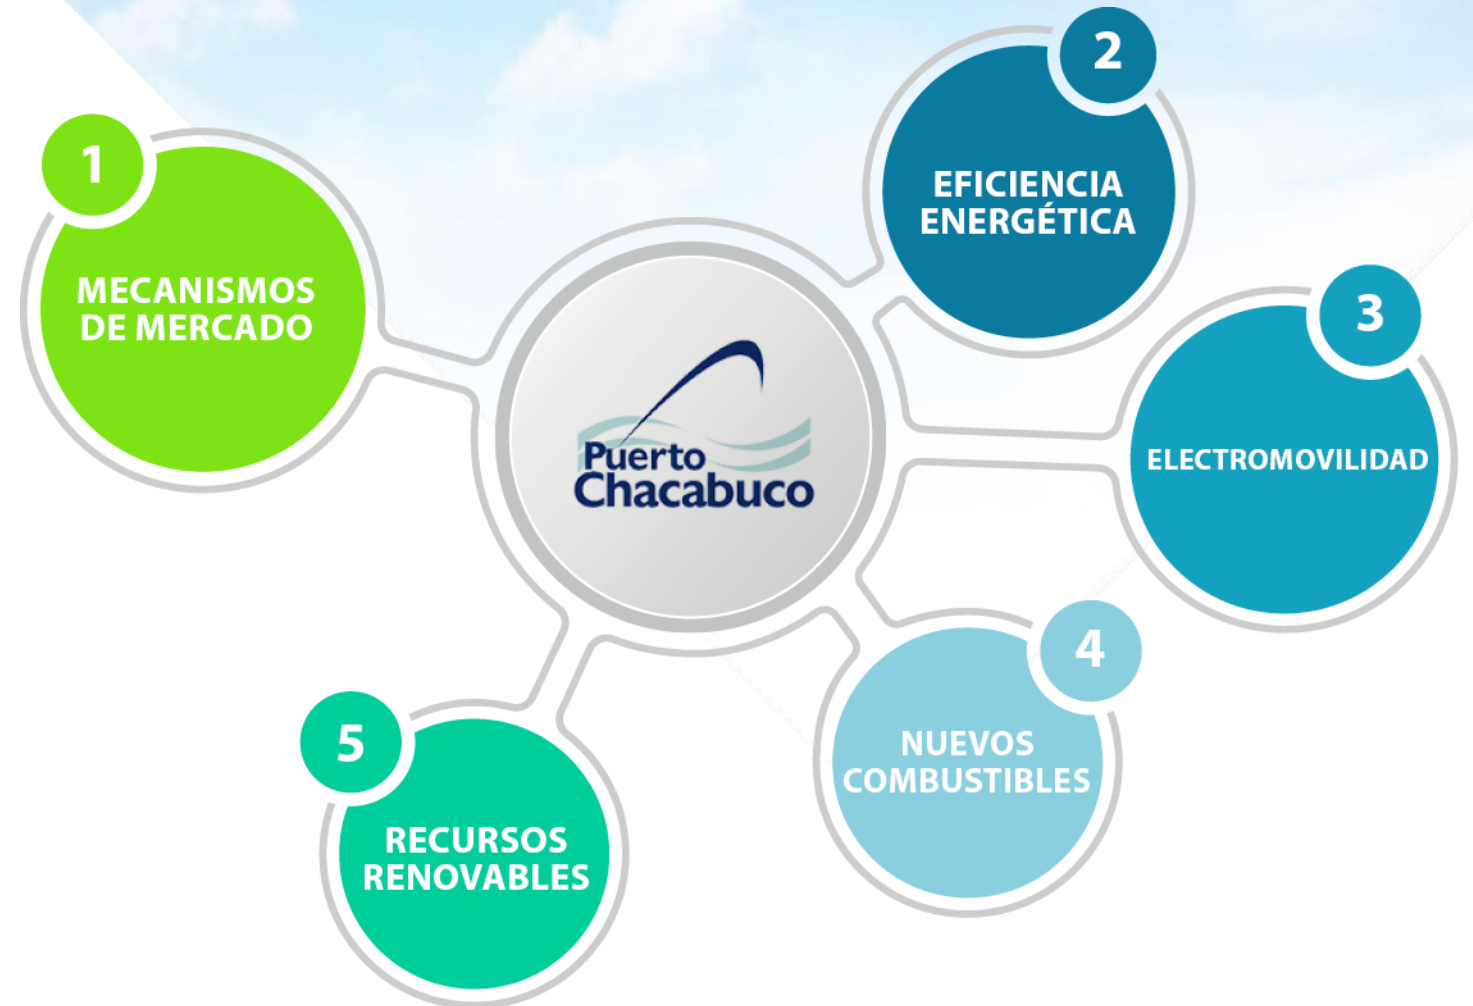 1
MECANISMOS
DE MERCADO
2
EFICIENCIA
ENERGÉTICA
3
ELECTROMOVILIDAD
Puerto
Chacabuco
4
NUEVOS
COMBUSTIBLES
5
RECURSOS
RENOVABLES